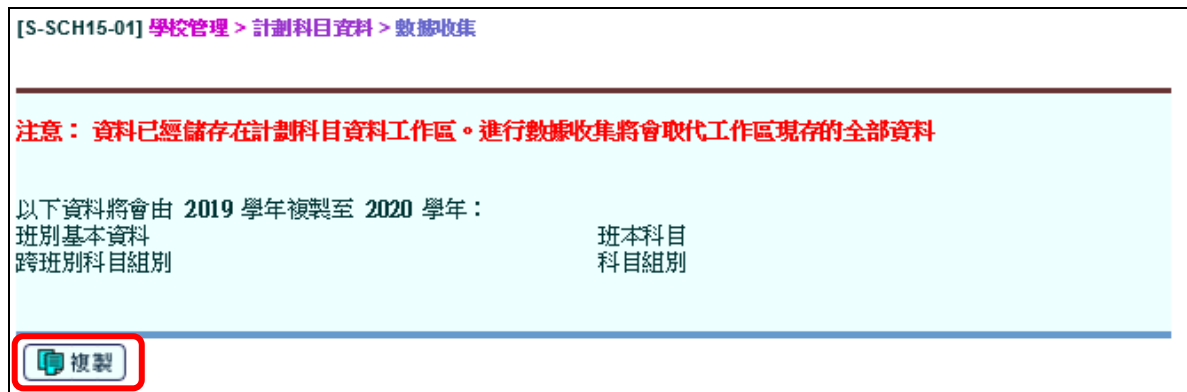 [S-SCH15-01] 學校管理 > 計劃科目資料 > 數據收集
注意： 資料已經儲存在計劃科目資料工作區。進行數據收集將會取代工作區現存的全部資料
以下資料將會由 2019 學年複製至 2020 學年：
班別基本資料 班本科目
跨班別科目組別 科目組別
複製